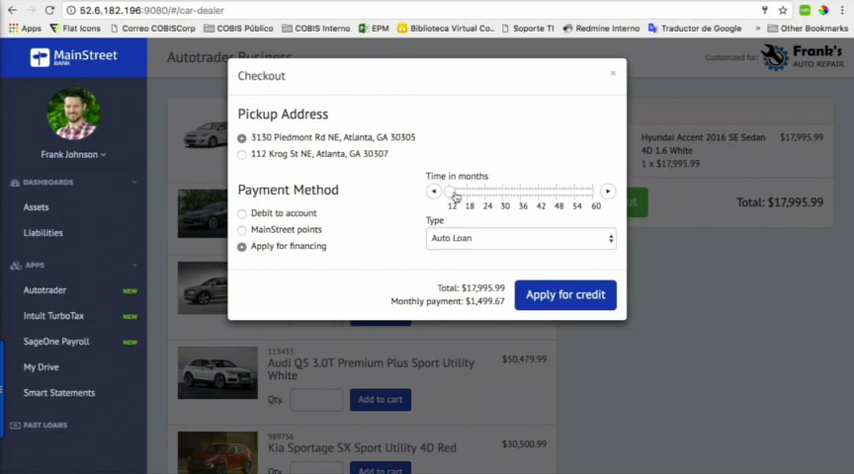 52.6.182.196:9080/#/car-dealer
Apps
Flat Icons
Correo COBISCorp
COBIS Público
COBIS Interno
EPM
Biblioteca Virtual Co...
Soporte TI
Redmine Interno
Traductor de Google
»
Other Bookmarks
MainStreet
BANK
Autotrader Business
Customized for:
Frank's
AUTO REPAIR
Frank Johnson
DASHBOARDS
Assets
Liabilities
APPS
Autotrader NEW
Intuit TurboTax NEW
SageOne Payroll NEW
My Drive
Smart Statements
FAST LOANS
Checkout
×
Pickup Address
3130 Piedmont Rd NE, Atlanta, GA 30305
112 Krog St NE, Atlanta, GA 30307
Payment Method
Debit to account
MainStreet points
Apply for financing
Time in months
12 18 24 30 36 42 48 54 60
Type
Auto Loan
Total: $17,995.99
Monthly payment: $1,499.67
Apply for credit
Hyundai Accent 2016 SE Sedan $17,995.99
4D 1.6 White
1 x $17,995.99
Total: $17,995.99
113433
Audi Q5 3.0T Premium Plus Sport Utility $50,479.99
White
Qty. Add to cart
989756
Kia Sportage SX Sport Utility 4D Red $30,500.99
Qty. Add to cart